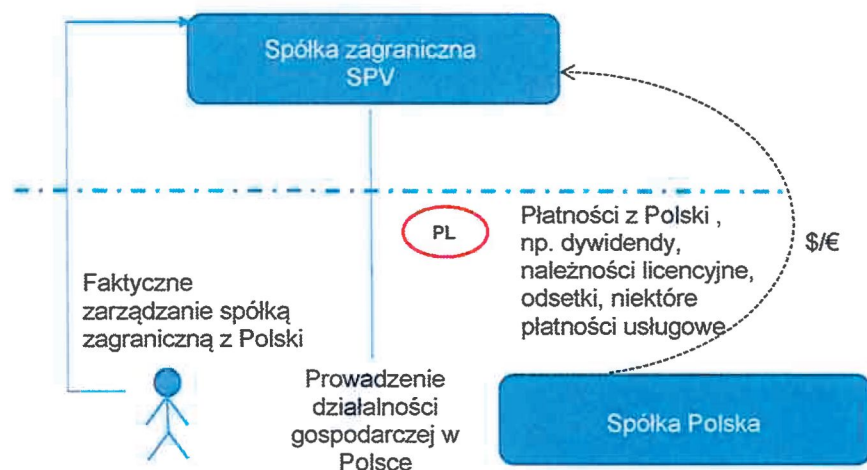 Spółka zagraniczna
SPV
PL
Płatności z Polski ,
np. dywidendy,
należności licencyjne,
odsetki, niektóre
płatności usługowe
$/€
Faktyczne
zarządzanie spółką
zagraniczną z Polski
Prowadzenie
działalności
gospodarczej w
Polsce
Spółka Polska